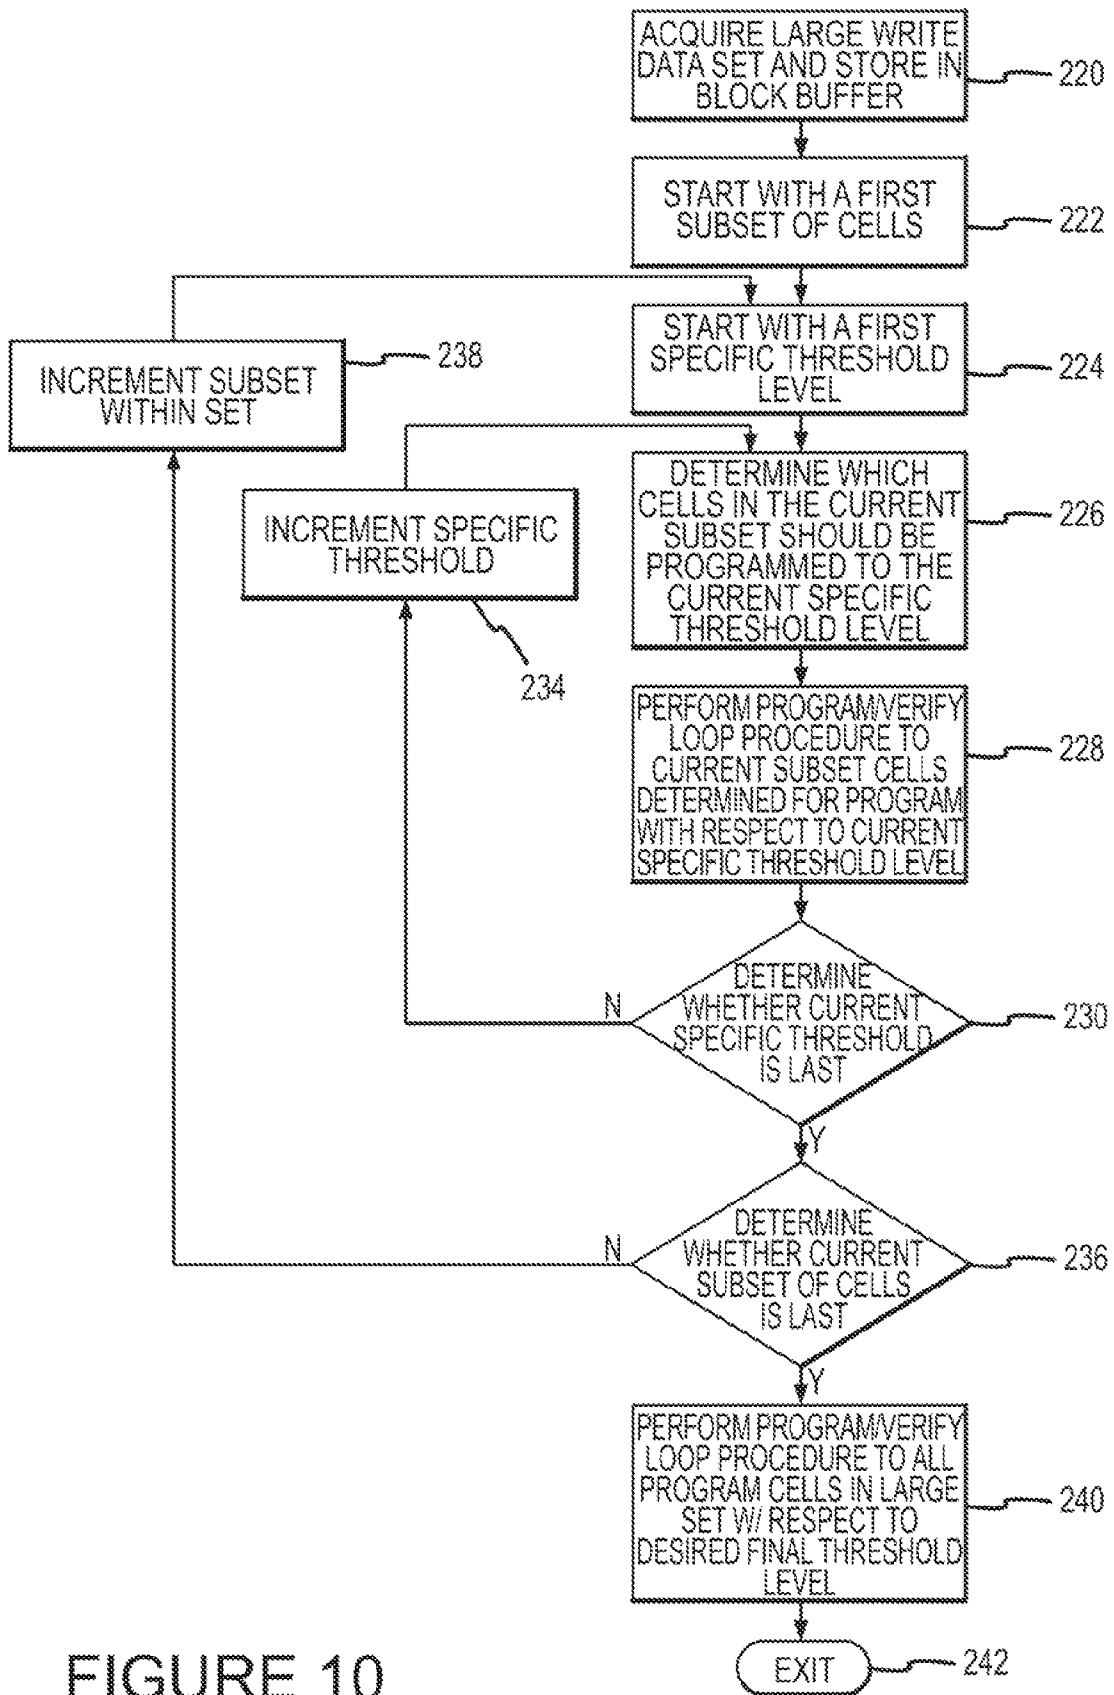 ACQUIRE LARGE WRITE
DATA SET AND STORE IN
BLOCK BUFFER
220
START WITH A FIRST
SUBSET OF CELLS
222
START WITH A FIRST
SPECIFIC THRESHOLD
LEVEL
224
INCREMENT SUBSET
WITHIN SET
238
DETERMINE WHICH
CELLS IN THE CURRENT
SUBSET SHOULD BE
PROGRAMMED TO THE
CURRENT SPECIFIC
THRESHOLD LEVEL
226
INCREMENT SPECIFIC
THRESHOLD
234
PERFORM PROGRAM/VERIFY
LOOP PROCEDURE TO
CURRENT SUBSET CELLS
DETERMINED FOR PROGRAM
WITH RESPECT TO CURRENT
SPECIFIC THRESHOLD LEVEL
228
N
DETERMINE
WHETHER CURRENT
SPECIFIC THRESHOLD
IS LAST
230
Y
N
DETERMINE
WHETHER CURRENT
SUBSET OF CELLS
IS LAST
236
Y
PERFORM PROGRAM/VERIFY
LOOP PROCEDURE TO ALL
PROGRAM CELLS IN LARGE
SET W/ RESPECT TO
DESIRED FINAL THRESHOLD
LEVEL
240
EXIT
242
FIGURE 10